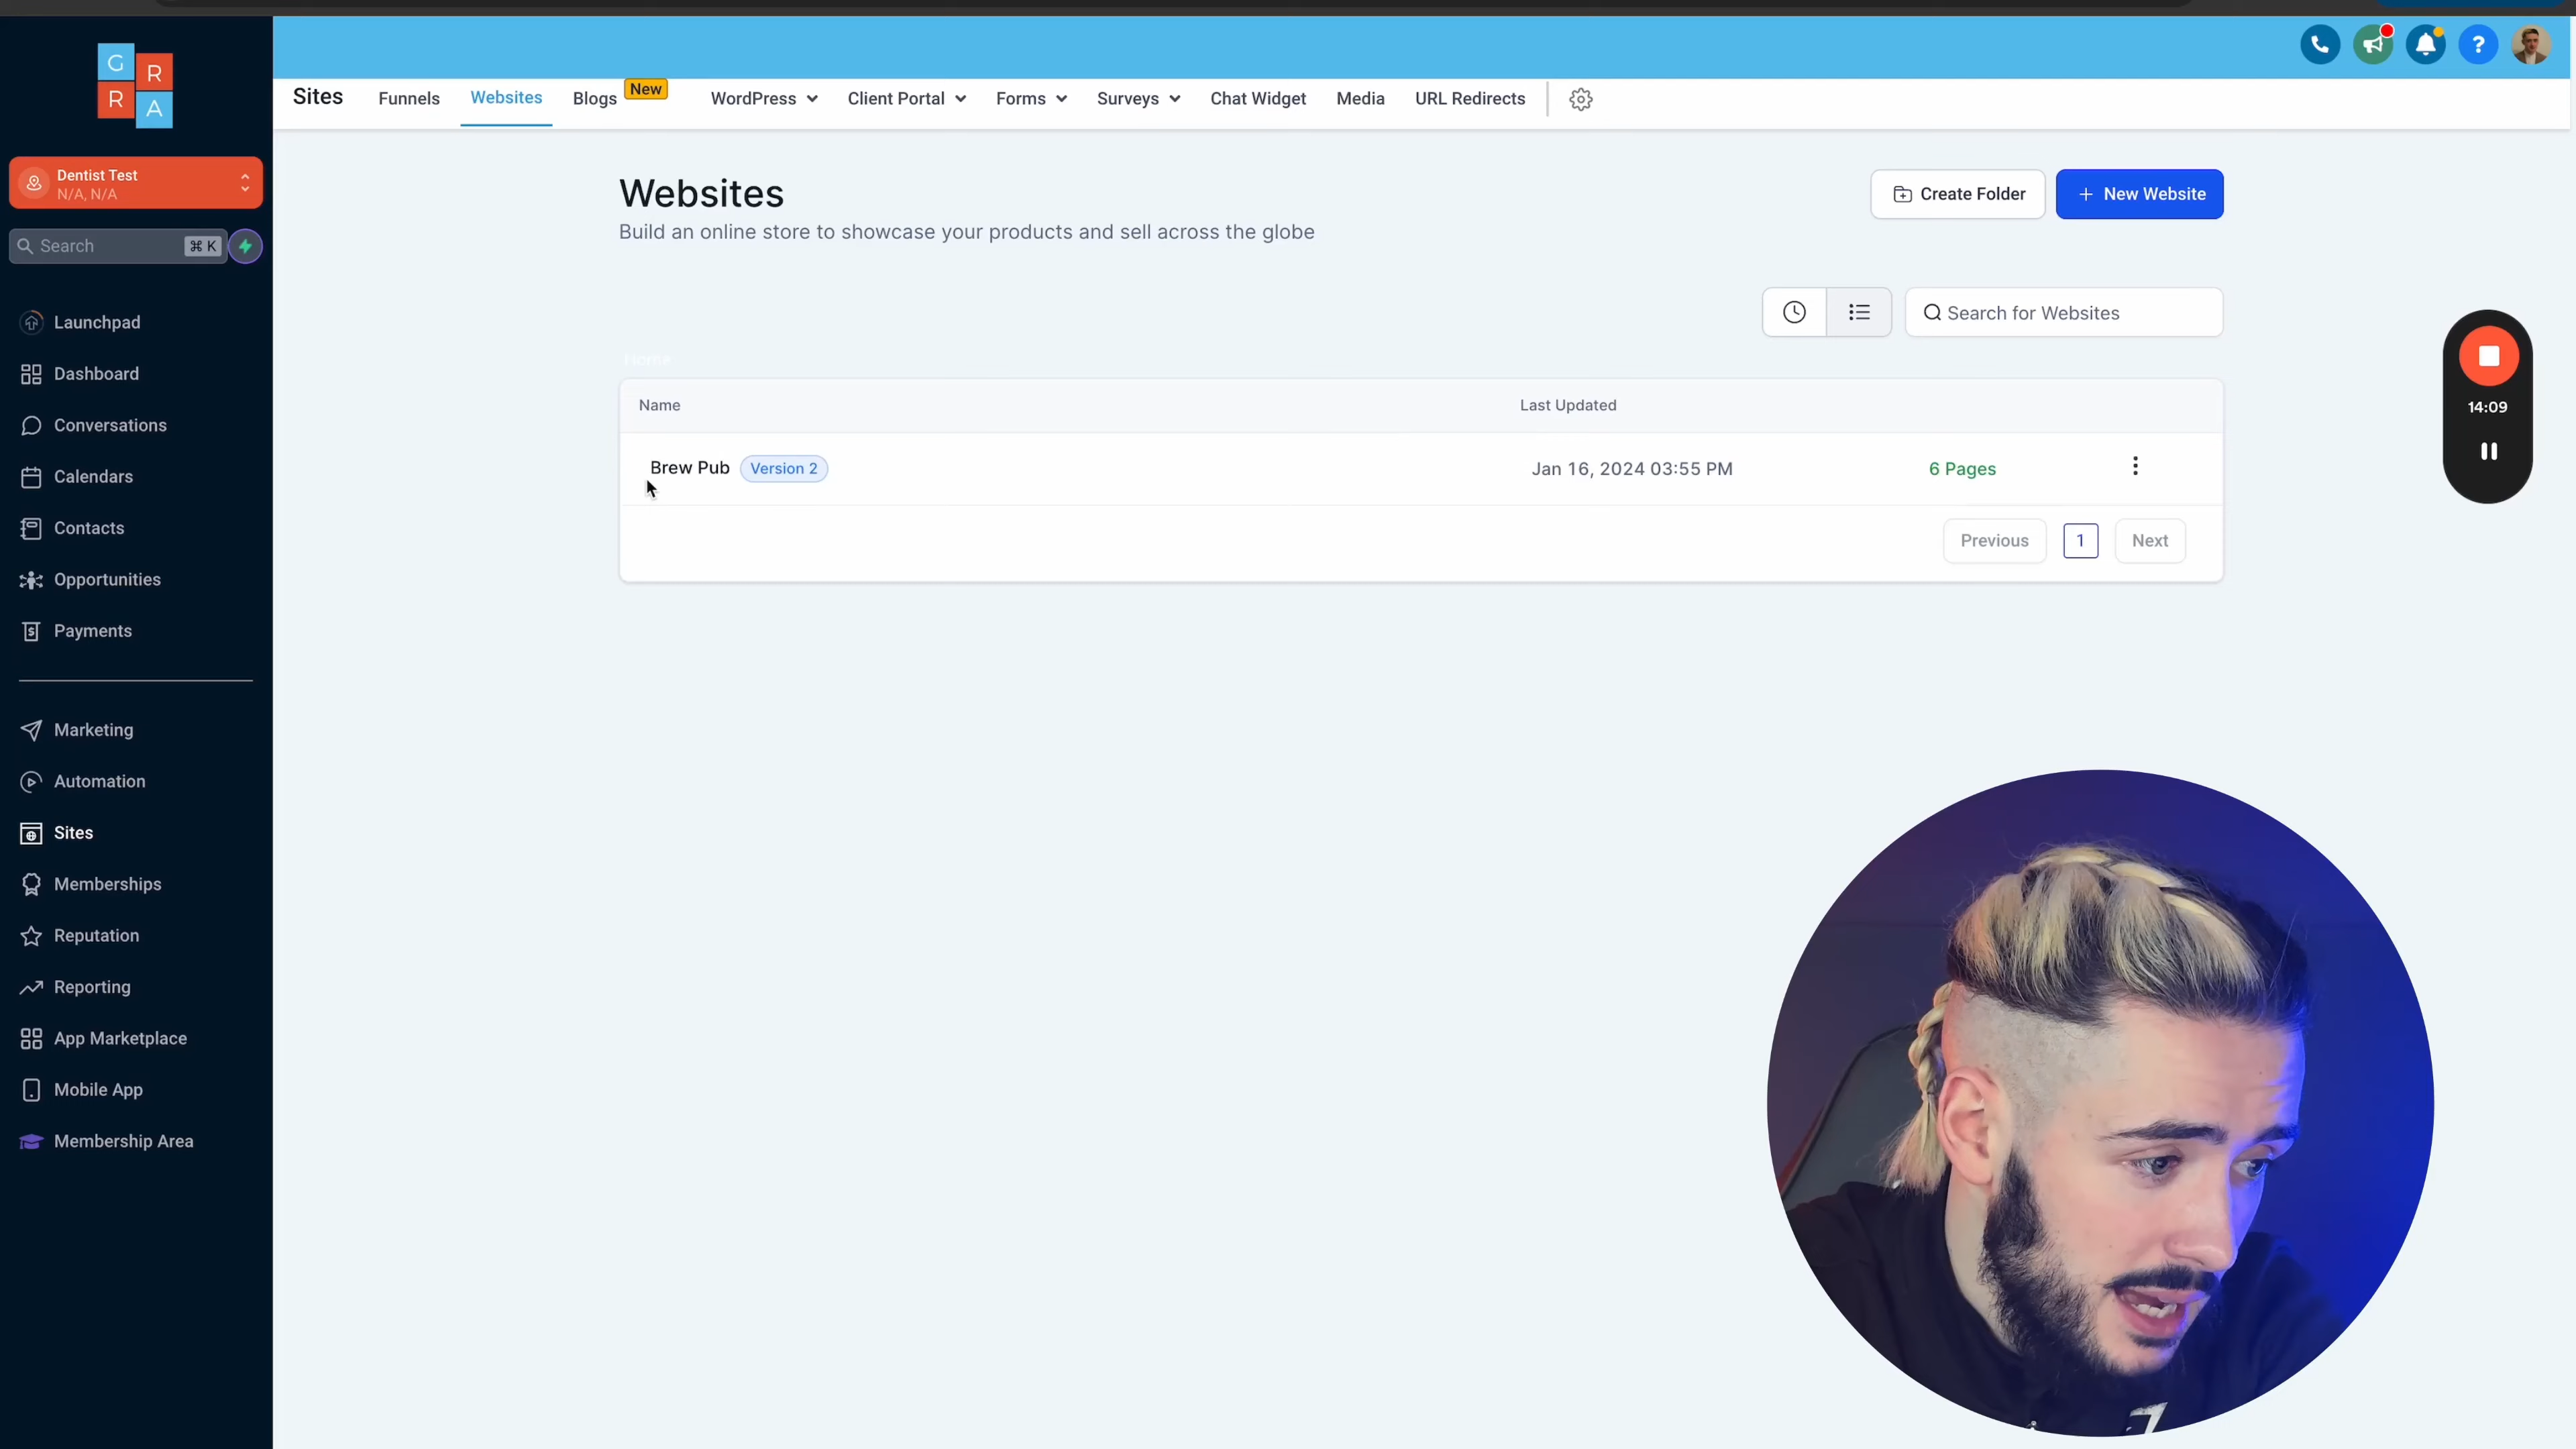 G
R
R
A
Dentist Test
N/A, N/A
Search
⌘ K
Launchpad
Dashboard
Conversations
Calendars
Contacts
Opportunities
Payments
Marketing
Automation
Sites
Memberships
Reputation
Reporting
App Marketplace
Mobile App
Membership Area
Sites Funnels Websites Blogs New WordPress Client Portal Forms Surveys Chat Widget Media URL Redirects
?
Websites
Build an online store to showcase your products and sell across the globe
Create Folder
+ New Website
Search for Websites
Home
Name Last Updated
Brew Pub Version 2 Jan 16, 2024 03:55 PM 6 Pages
Previous 1 Next
14:09